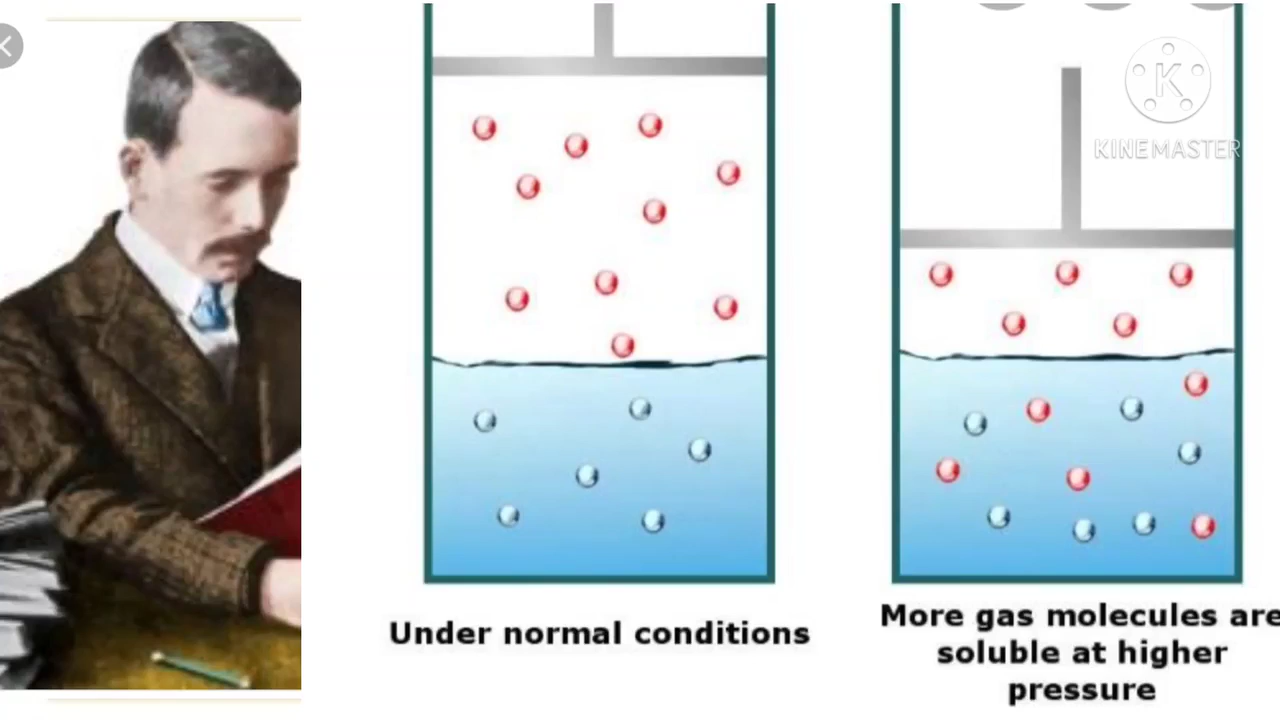 K
KINEMASTER
Under normal conditions
More gas molecules are
soluble at higher
pressure